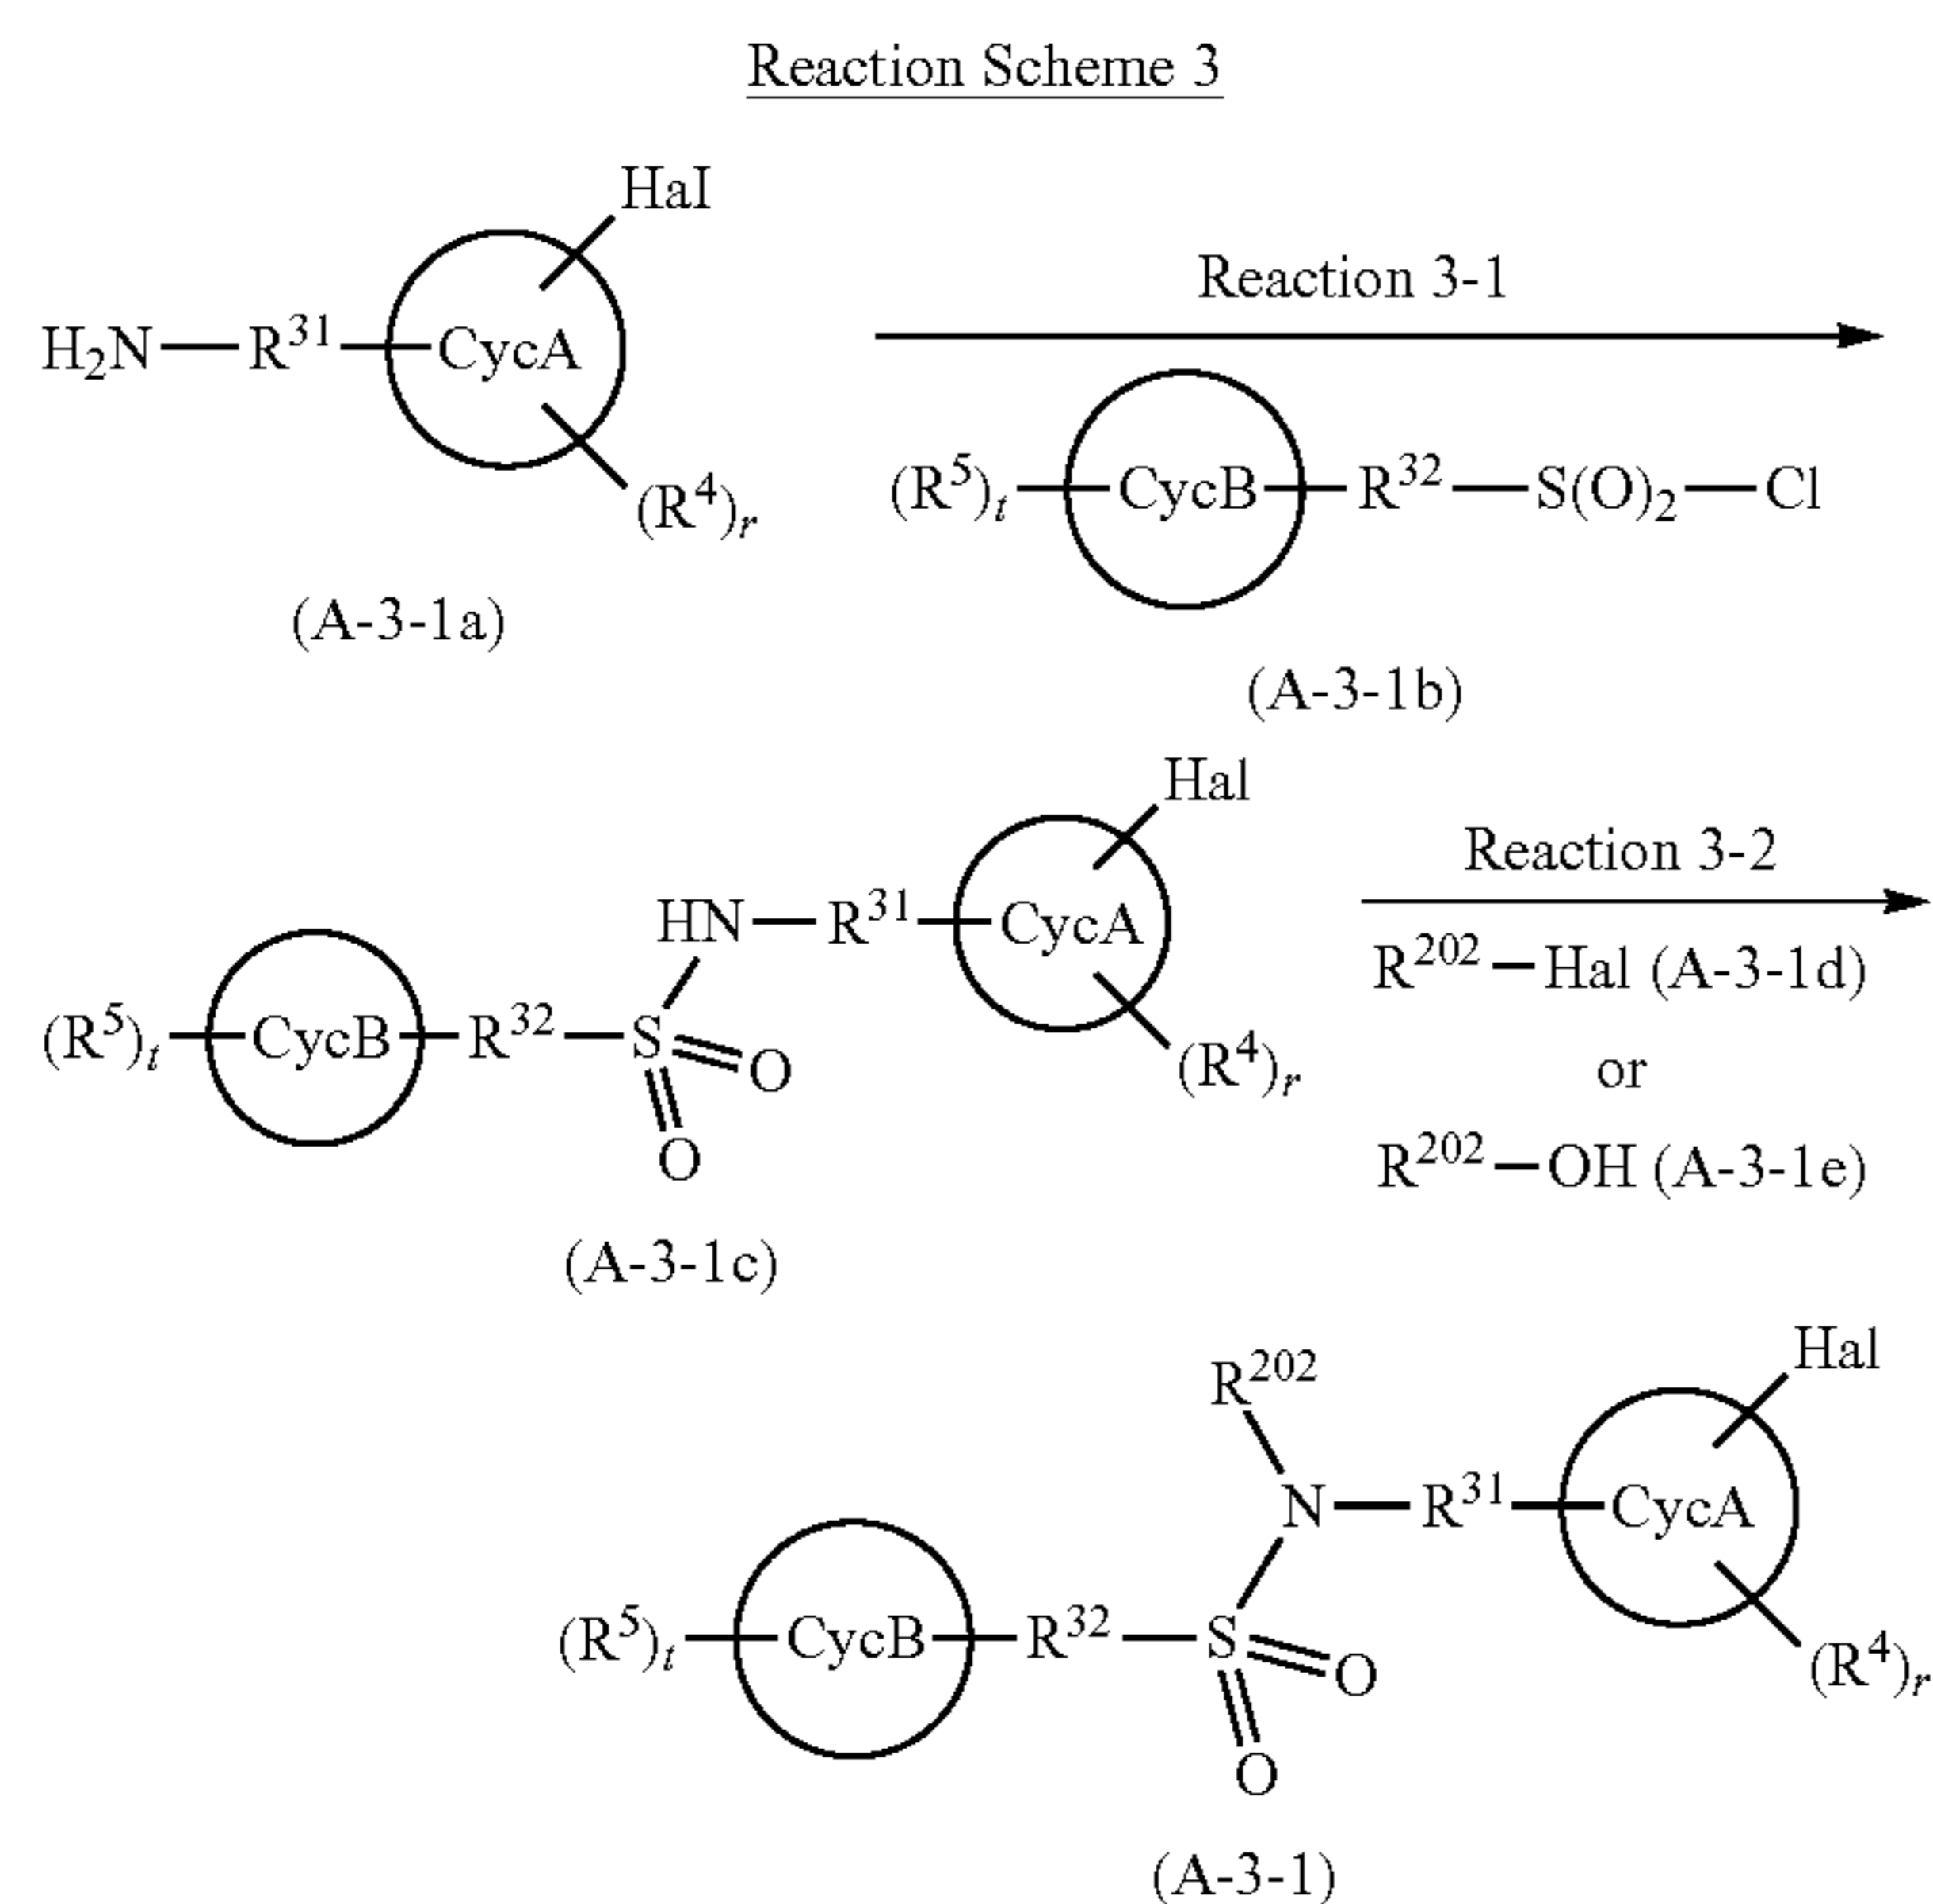 Reaction Scheme 3
Hal
Reaction 3-1
H₂N—R³¹—CycA
(R⁵)ₜ—CycB—R³²—S(O)₂—Cl
(R⁴)ᵣ
(A-3-1a)
(A-3-1b)
Hal
Reaction 3-2
HN—R³¹—CycA
R²⁰²—Hal (A-3-1d)
(R⁵)ₜ—CycB—R³²—S
O
(R⁴)ᵣ
or
O
R²⁰²—OH (A-3-1e)
(A-3-1c)
Hal
R²⁰²
N—R³¹—CycA
(R⁵)ₜ—CycB—R³²—S
O
(R⁴)ᵣ
O
(A-3-1)